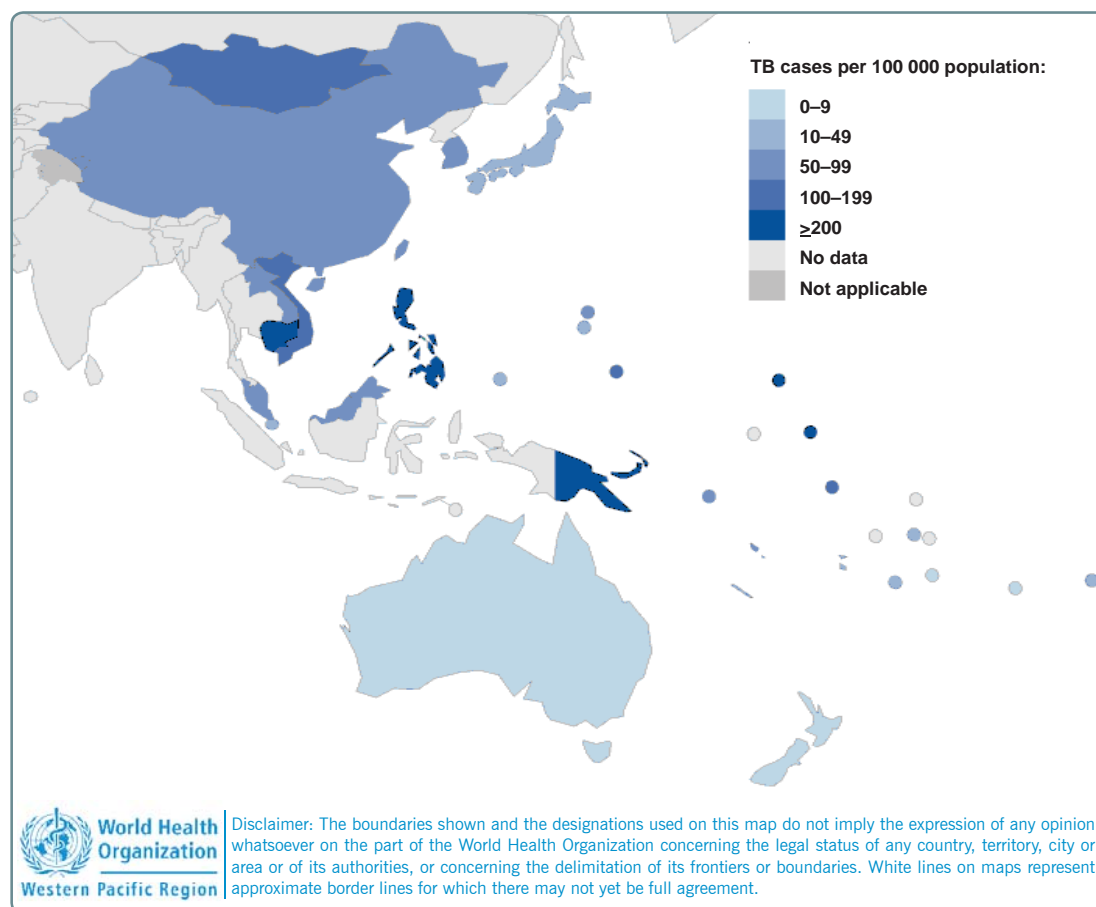 TB cases per 100 000 population:
0–9
10–49
50–99
100–199
≥200
No data
Not applicable
World Health
Organization
Western Pacific Region
Disclaimer: The boundaries shown and the designations used on this map do not imply the expression of any opinion
whatsoever on the part of the World Health Organization concerning the legal status of any country, territory, city or
area or of its authorities, or concerning the delimitation of its frontiers or boundaries. White lines on maps represent
approximate border lines for which there may not yet be full agreement.